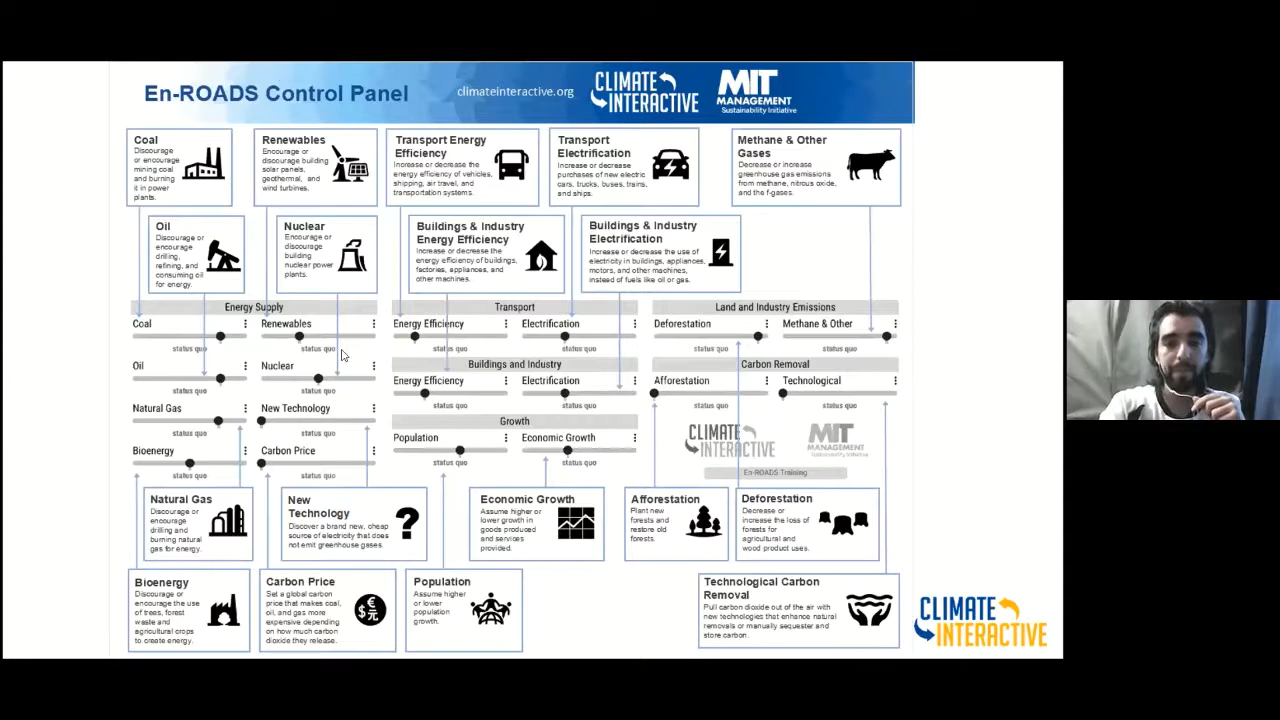 En-ROADS Control Panel
climateinteractive.org
CLIMATE
INTERACTIVE
MIT
MANAGEMENT
Sustainability Initiative
Coal
Discourage
or encourage
mining coal
and burning
it in power
plants.
Renewables
Encourage or
discourage building
solar panels,
geothermal, and
wind turbines.
Transport Energy
Efficiency
Increase or decrease the
energy efficiency of vehicles,
shipping, air travel, and
transportation systems.
Transport
Electrification
Increase or decrease
purchases of new electric
cars, trucks, buses, trains,
and ships.
Methane & Other
Gases
Decrease or increase
greenhouse gas emissions
from methane, nitrous oxide,
and the f-gases.
Oil
Discourage or
encourage
drilling,
refining, and
consuming oil
for energy.
Nuclear
Encourage or
discourage
building
nuclear power
plants.
Buildings & Industry
Energy Efficiency
Increase or decrease the
energy efficiency of buildings,
factories, appliances, and
other machines.
Buildings & Industry
Electrification
Increase or decrease the use of
electricity in buildings, appliances,
motors, and other machines,
instead of fuels like oil or gas.
Energy Supply
Coal
status quo
Renewables
status quo
Oil
status quo
Nuclear
status quo
Natural Gas
status quo
New Technology
status quo
Bioenergy
status quo
Carbon Price
status quo
Transport
Energy Efficiency
status quo
Electrification
status quo
Buildings and Industry
Energy Efficiency
status quo
Electrification
status quo
Growth
Population
status quo
Economic Growth
status quo
Land and Industry Emissions
Deforestation
status quo
Methane & Other
status quo
Carbon Removal
Afforestation
status quo
Technological
status quo
CLIMATE
INTERACTIVE
MIT
MANAGEMENT
Sustainability Initiative
En-ROADS Training
Natural Gas
Discourage or
encourage
drilling and
burning natural
gas for energy.
New
Technology
Discover a brand new, cheap
source of electricity that does
not emit greenhouse gases.
?
Economic Growth
Assume higher or
lower growth in
goods produced
and services
provided.
Afforestation
Plant new
forests and
restore old
forests.
Deforestation
Decrease or
increase the loss of
forests for
agricultural and
wood product uses.
Bioenergy
Discourage or
encourage the use
of trees, forest
waste and
agricultural crops
to create energy.
Carbon Price
Set a global carbon
price that makes coal,
oil, and gas more
expensive depending
on how much carbon
dioxide they release.
$€元
Population
Assume higher
or lower
population
growth.
Technological Carbon
Removal
Pull carbon dioxide out of the air with
new technologies that enhance natural
removals or manually sequester and
store carbon.
CLIMATE
INTERACTIVE